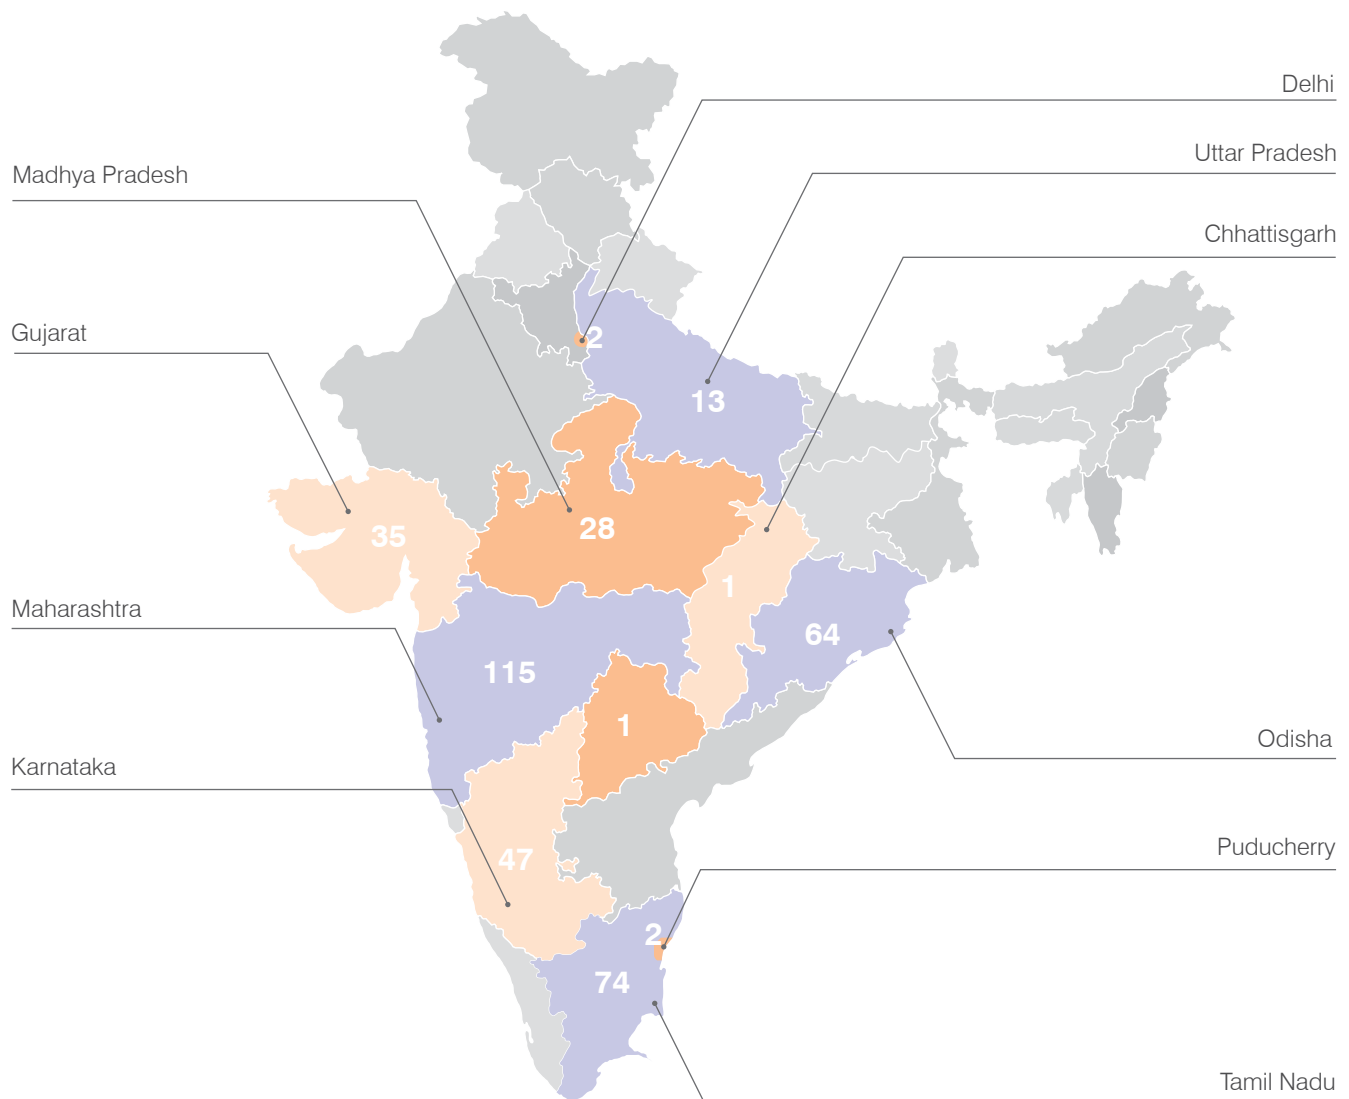 Delhi
Uttar Pradesh
Madhya Pradesh
Chhattisgarh
Gujarat
2
13
35
28
1
Maharashtra
64
115
1
Odisha
Karnataka
47
Puducherry
2
74
Tamil Nadu